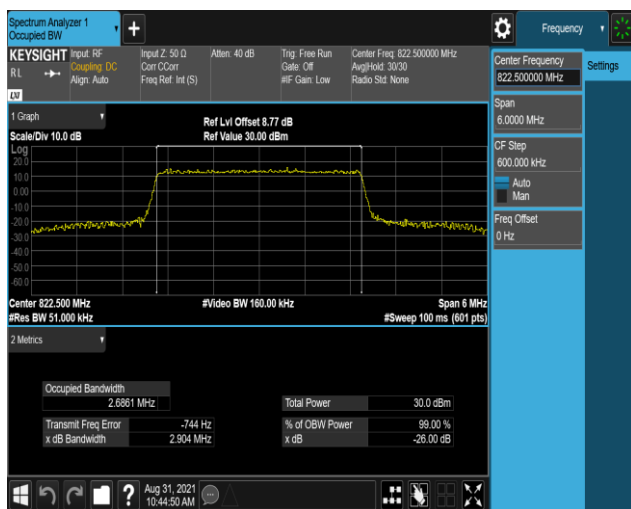 Spectrum Analyzer 1
Occupied BW
Frequency
KEYSIGHT
RL
LXI
Input: RF
Coupling: DC
Align: Auto
Input Z: 50 Ω
Corr CCorr
Freq Ref: Int (S)
Atten: 40 dB
Trig: Free Run
Gate: Off
#IF Gain: Low
Center Freq: 822.500000 MHz
Avg|Hold: 30/30
Radio Std: None
Center Frequency
822.500000 MHz
Settings
Span
6.0000 MHz
CF Step
600.000 kHz
Auto
Man
Freq Offset
0 Hz
1 Graph
Scale/Div 10.0 dB
Ref Lvl Offset 8.77 dB
Ref Value 30.00 dBm
Log
20.0
10.0
0.00
-10.0
-20.0
-30.0
-40.0
-50.0
-60.0
Center 822.500 MHz
#Video BW 160.00 kHz
Span 6 MHz
#Res BW 51.000 kHz
#Sweep 100 ms (601 pts)
2 Metrics
Occupied Bandwidth
2.6861 MHz
Total Power 30.0 dBm
Transmit Freq Error -744 Hz
% of OBW Power 99.00 %
x dB Bandwidth 2.904 MHz
x dB -26.00 dB
?
Aug 31, 2021
10:44:50 AM